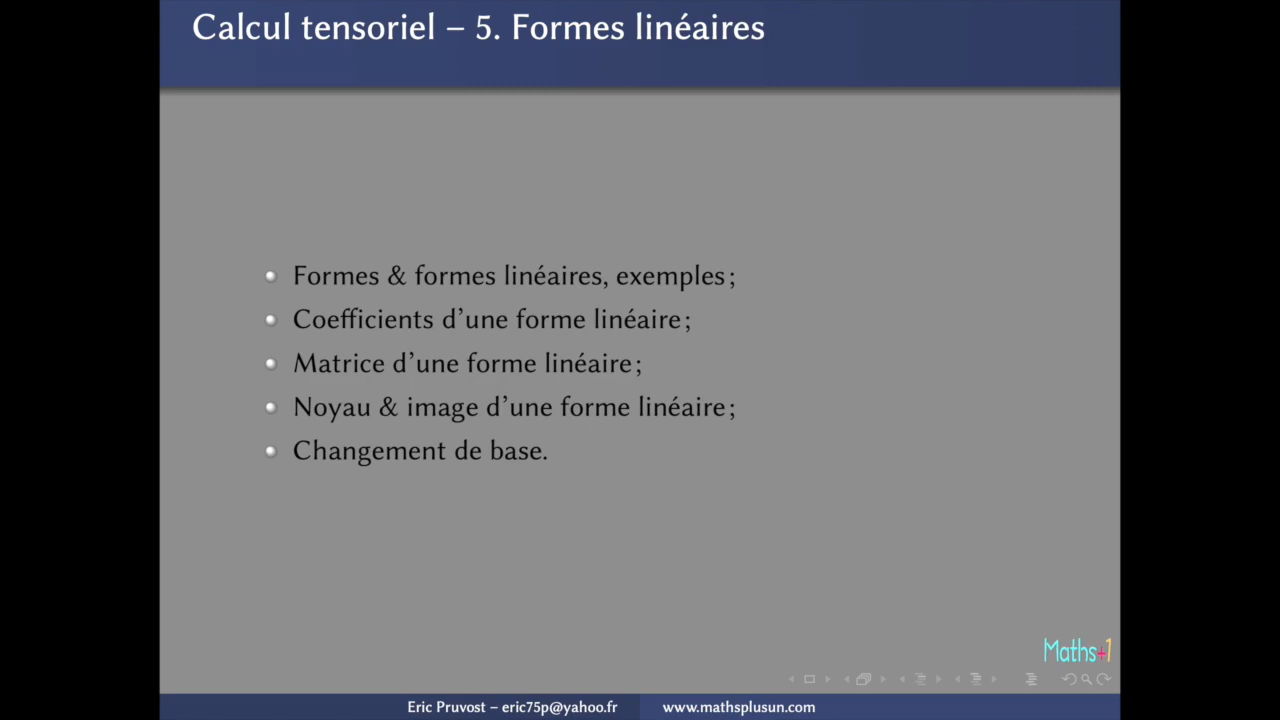 Calcul tensoriel – 5. Formes linéaires
Formes & formes linéaires, exemples ;
Coefficients d’une forme linéaire ;
Matrice d’une forme linéaire ;
Noyau & image d’une forme linéaire ;
Changement de base.
Maths+1
Eric Pruvost – eric75p@yahoo.fr www.mathsplusun.com